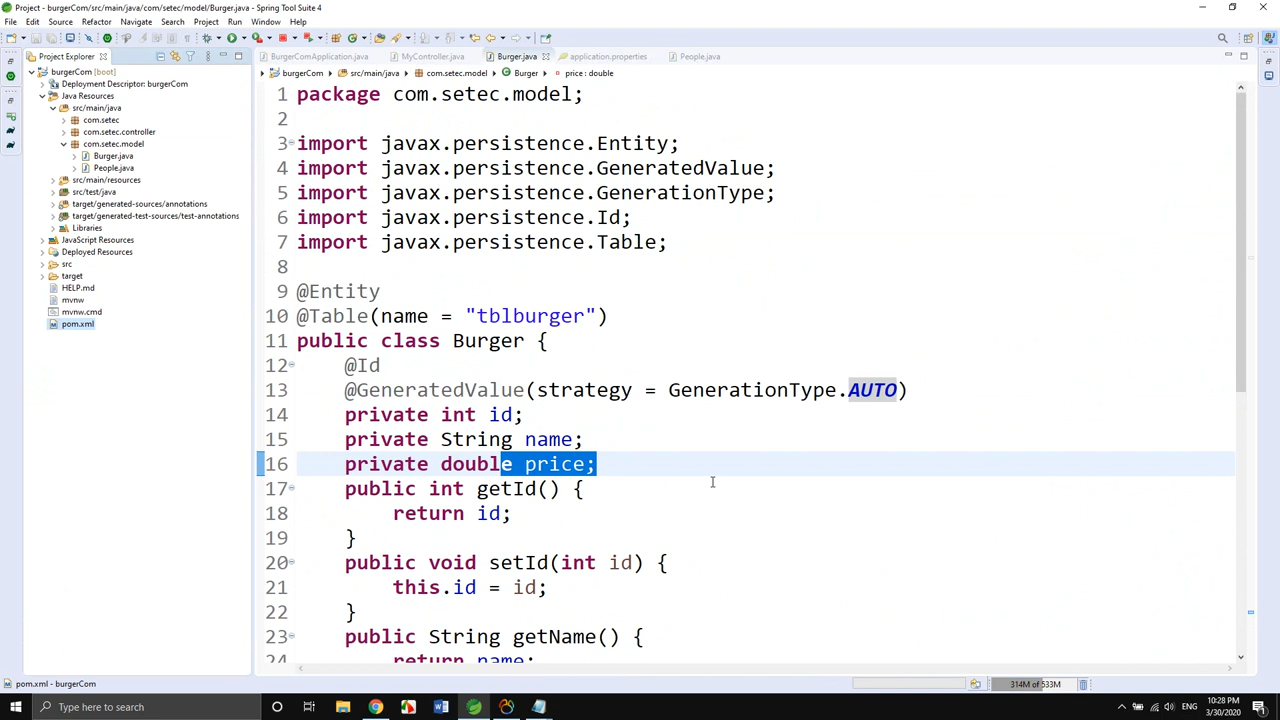 Project - burgerCom/src/main/java/com/setec/model/Burger.java - Spring Tool Suite 4
File Edit Source Refactor Navigate Search Project Run Window Help
Project Explorer
BurgerComApplication.java MyController.java Burger.java application.properties People.java
burgerCom src/main/java com.setec.model Burger price : double
burgerCom [boot]
Deployment Descriptor: burgerCom
Java Resources
src/main/java
com.setec
com.setec.controller
com.setec.model
Burger.java
People.java
src/main/resources
src/test/java
target/generated-sources/annotations
target/generated-test-sources/test-annotations
Libraries
JavaScript Resources
Deployed Resources
src
target
HELP.md
mvnw
mvnw.cmd
pom.xml
1 package com.setec.model;
2
3 import javax.persistence.Entity;
4 import javax.persistence.GeneratedValue;
5 import javax.persistence.GenerationType;
6 import javax.persistence.Id;
7 import javax.persistence.Table;
8
9 @Entity
10 @Table(name = "tblburger")
11 public class Burger {
12 @Id
13 @GeneratedValue(strategy = GenerationType.AUTO)
14 private int id;
15 private String name;
16 private double price;
17 public int getId() {
18 return id;
19 }
20 public void setId(int id) {
21 this.id = id;
22 }
23 public String getName() {
24 return name;
pom.xml - burgerCom
314M of 533M
Type here to search
ENG
10:28 PM
3/30/2020